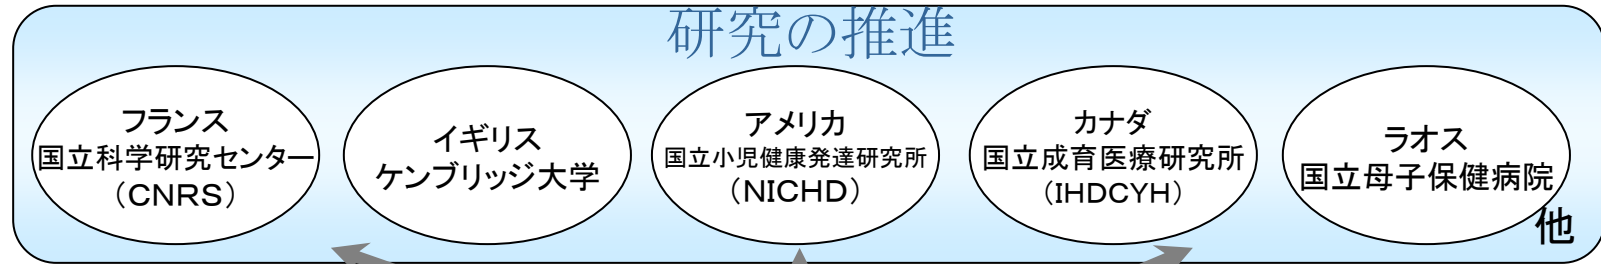 研究の推進
フランス
国立科学研究センター
（CNRS）
イギリス
ケンブリッジ大学
アメリカ
国立小児健康発達研究所
（NICHD）
カナダ
国立成育医療研究所
（IHDCYH）
ラオス
国立母子保健病院
他